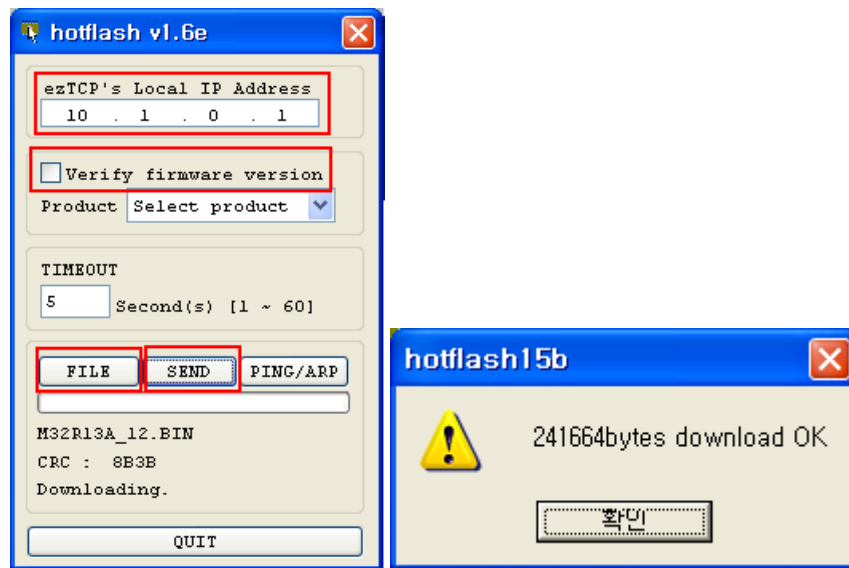 hotflash v1.6e
ezTCP's Local IP Address
10 . 1 . 0 . 1
Verify firmware version
Product Select product
TIMEOUT
5 Second(s) [1 ~ 60]
FILE SEND PING/ARP
M32R13A_12.BIN
CRC : 8B3B
Downloading.
QUIT
hotflash15b
241664bytes download OK
확인